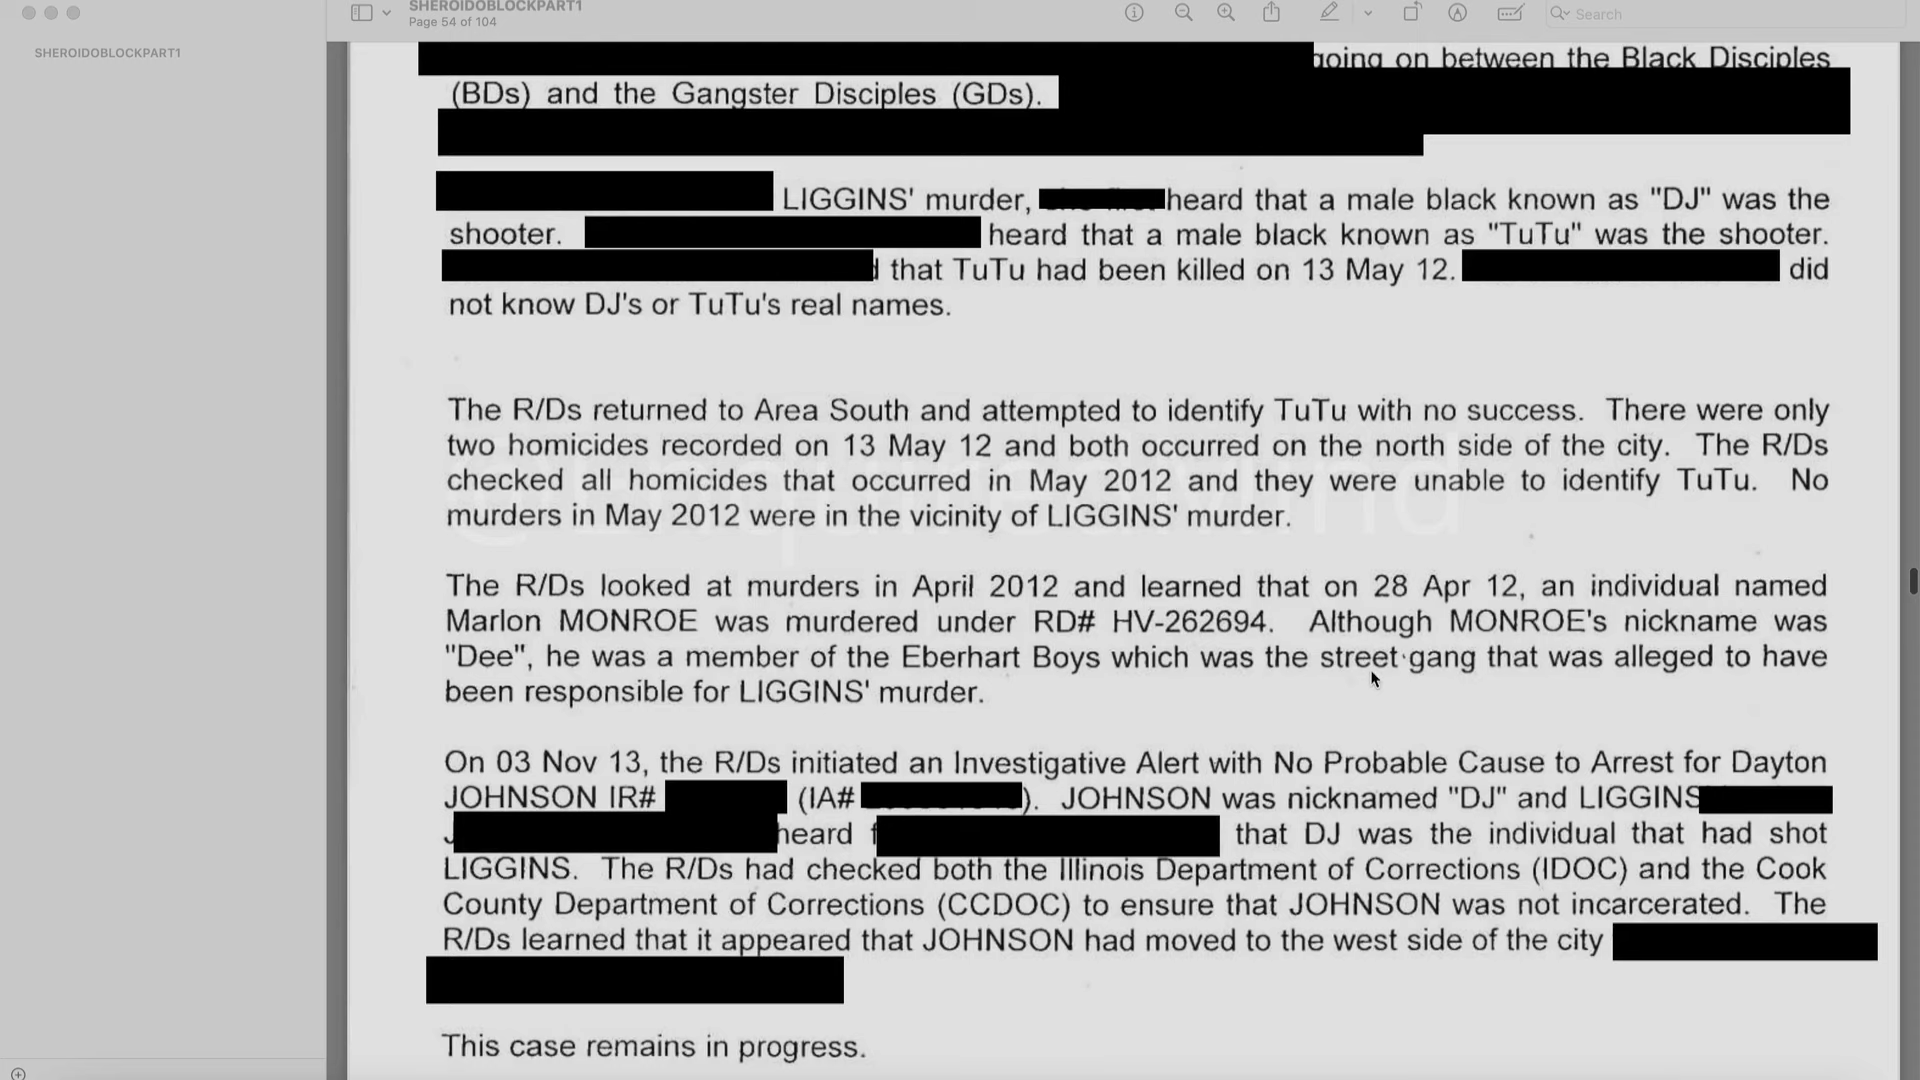 SHEROIDOBLOCKPART1
Page 54 of 104
Search
SHEROIDOBLOCKPART1
going on between the Black Disciples
(BDs) and the Gangster Disciples (GDs).
LIGGINS' murder, heard that a male black known as "DJ" was the
shooter. heard that a male black known as "TuTu" was the shooter.
that TuTu had been killed on 13 May 12. did
not know DJ's or TuTu's real names.
The R/Ds returned to Area South and attempted to identify TuTu with no success. There were only
two homicides recorded on 13 May 12 and both occurred on the north side of the city. The R/Ds
checked all homicides that occurred in May 2012 and they were unable to identify TuTu. No
murders in May 2012 were in the vicinity of LIGGINS' murder.
The R/Ds looked at murders in April 2012 and learned that on 28 Apr 12, an individual named
Marlon MONROE was murdered under RD# HV-262694. Although MONROE's nickname was
"Dee", he was a member of the Eberhart Boys which was the street gang that was alleged to have
been responsible for LIGGINS' murder.
On 03 Nov 13, the R/Ds initiated an Investigative Alert with No Probable Cause to Arrest for Dayton
JOHNSON IR# (IA# ). JOHNSON was nicknamed "DJ" and LIGGINS
heard that DJ was the individual that had shot
LIGGINS. The R/Ds had checked both the Illinois Department of Corrections (IDOC) and the Cook
County Department of Corrections (CCDOC) to ensure that JOHNSON was not incarcerated. The
R/Ds learned that it appeared that JOHNSON had moved to the west side of the city
This case remains in progress.